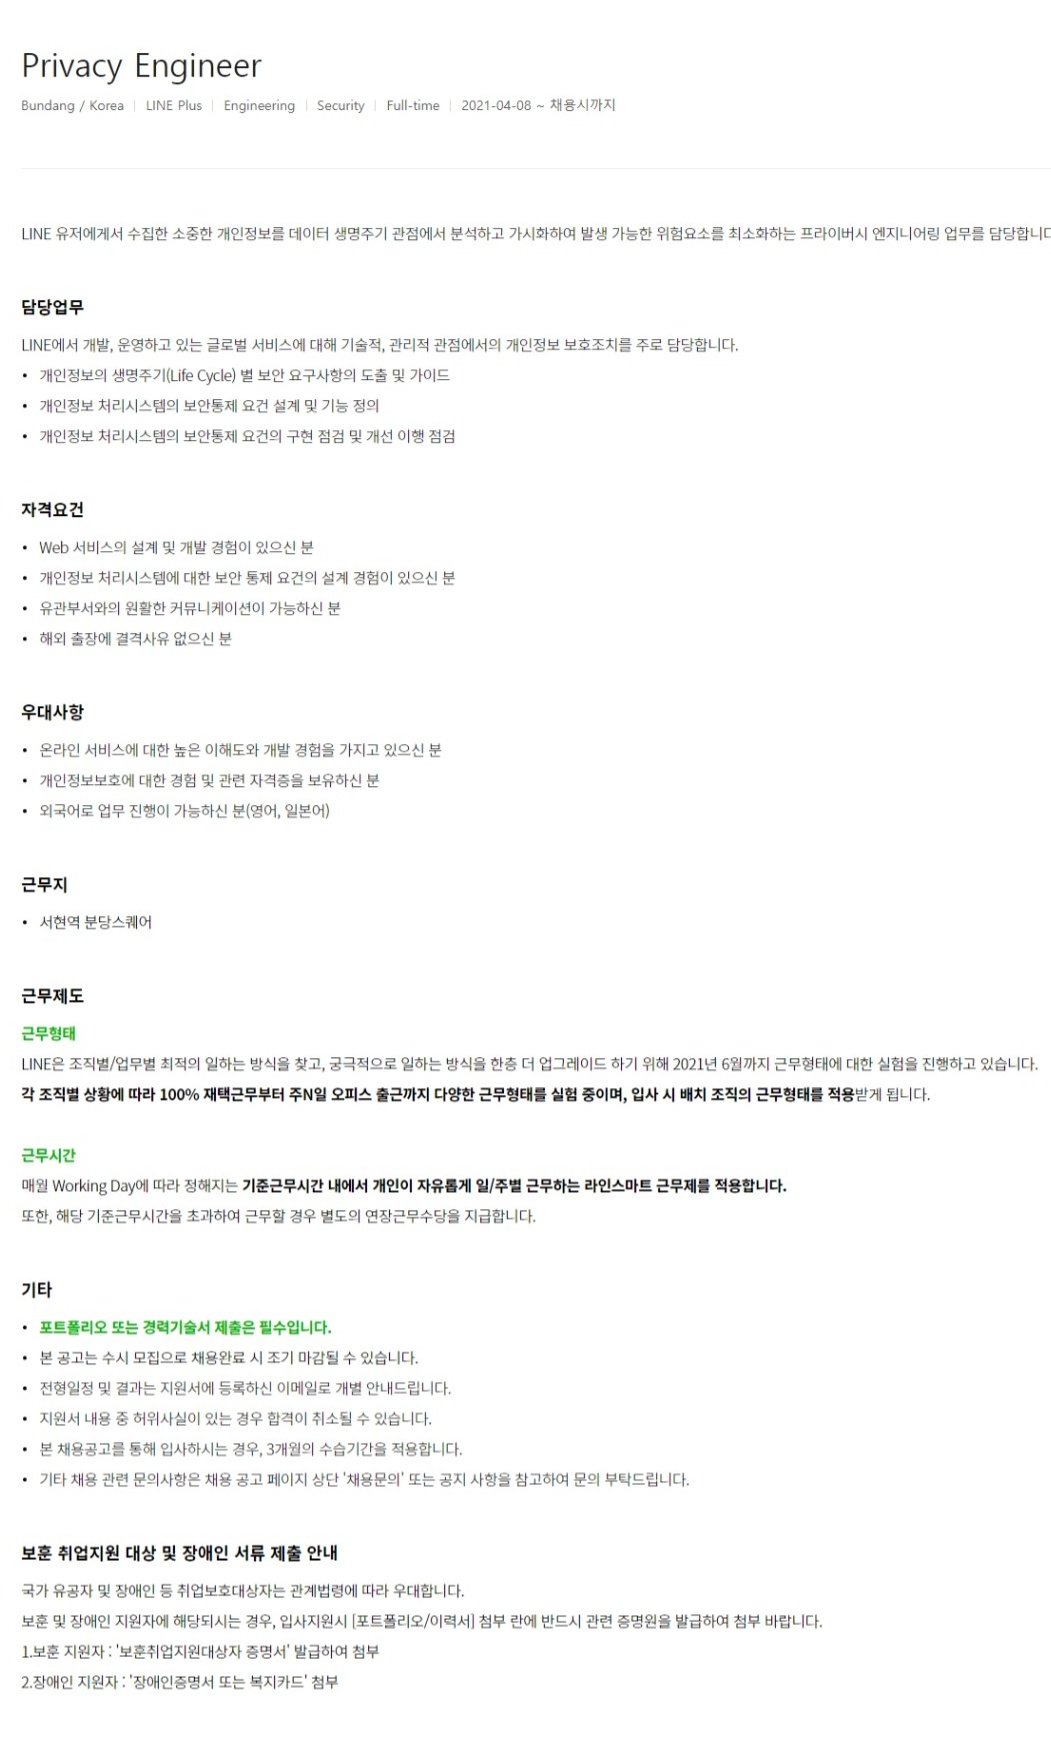 Privacy Engineer
Bundang / Korea | LINE Plus | Engineering | Security | Full-time | 2021-04-08 ~ 채용시까지
LINE 유저에게서 수집한 소중한 개인정보를 데이터 생명주기 관점에서 분석하고 가시화하여 발생 가능한 위험요소를 최소화하는 프라이버시 엔지니어링 업무를 담당합니다
담당업무
LINE에서 개발, 운영하고 있는 글로벌 서비스에 대해 기술적, 관리적 관점에서의 개인정보 보호조치를 주로 담당합니다.
• 개인정보의 생명주기(Life Cycle) 별 보안 요구사항의 도출 및 가이드
• 개인정보 처리시스템의 보안통제 요건 설계 및 기능 정의
• 개인정보 처리시스템의 보안통제 요건의 구현 점검 및 개선 이행 점검
자격요건
• Web 서비스의 설계 및 개발 경험이 있으신 분
• 개인정보 처리시스템에 대한 보안 통제 요건의 설계 경험이 있으신 분
• 유관부서와의 원활한 커뮤니케이션이 가능하신 분
• 해외 출장에 결격사유 없으신 분
우대사항
• 온라인 서비스에 대한 높은 이해도와 개발 경험을 가지고 있으신 분
• 개인정보보호에 대한 경험 및 관련 자격증을 보유하신 분
• 외국어로 업무 진행이 가능하신 분(영어, 일본어)
근무지
• 서현역 분당스퀘어
근무제도
근무형태
LINE은 조직별/업무별 최적의 일하는 방식을 찾고, 궁극적으로 일하는 방식을 한층 더 업그레이드 하기 위해 2021년 6월까지 근무형태에 대한 실험을 진행하고 있습니다.
각 조직별 상황에 따라 100% 재택근무부터 주N일 오피스 출근까지 다양한 근무형태를 실험 중이며, 입사 시 배치 조직의 근무형태를 적용받게 됩니다.
근무시간
매월 Working Day에 따라 정해지는 기준근무시간 내에서 개인이 자유롭게 일/주별 근무하는 라인스마트 근무제를 적용합니다.
또한, 해당 기준근무시간을 초과하여 근무할 경우 별도의 연장근무수당을 지급합니다.
기타
• 포트폴리오 또는 경력기술서 제출은 필수입니다.
• 본 공고는 수시 모집으로 채용완료 시 조기 마감될 수 있습니다.
• 전형일정 및 결과는 지원서에 등록하신 이메일로 개별 안내드립니다.
• 지원서 내용 중 허위사실이 있는 경우 합격이 취소될 수 있습니다.
• 본 채용공고를 통해 입사하시는 경우, 3개월의 수습기간을 적용합니다.
• 기타 채용 관련 문의사항은 채용 공고 페이지 상단 '채용문의' 또는 공지 사항을 참고하여 문의 부탁드립니다.
보훈 취업지원 대상 및 장애인 서류 제출 안내
국가 유공자 및 장애인 등 취업보호대상자는 관계법령에 따라 우대합니다.
보훈 및 장애인 지원자에 해당되시는 경우, 입사지원시 [포트폴리오/이력서] 첨부 란에 반드시 관련 증명원을 발급하여 첨부 바랍니다.
1.보훈 지원자 : '보훈취업지원대상자 증명서' 발급하여 첨부
2.장애인 지원자 : '장애인증명서 또는 복지카드' 첨부